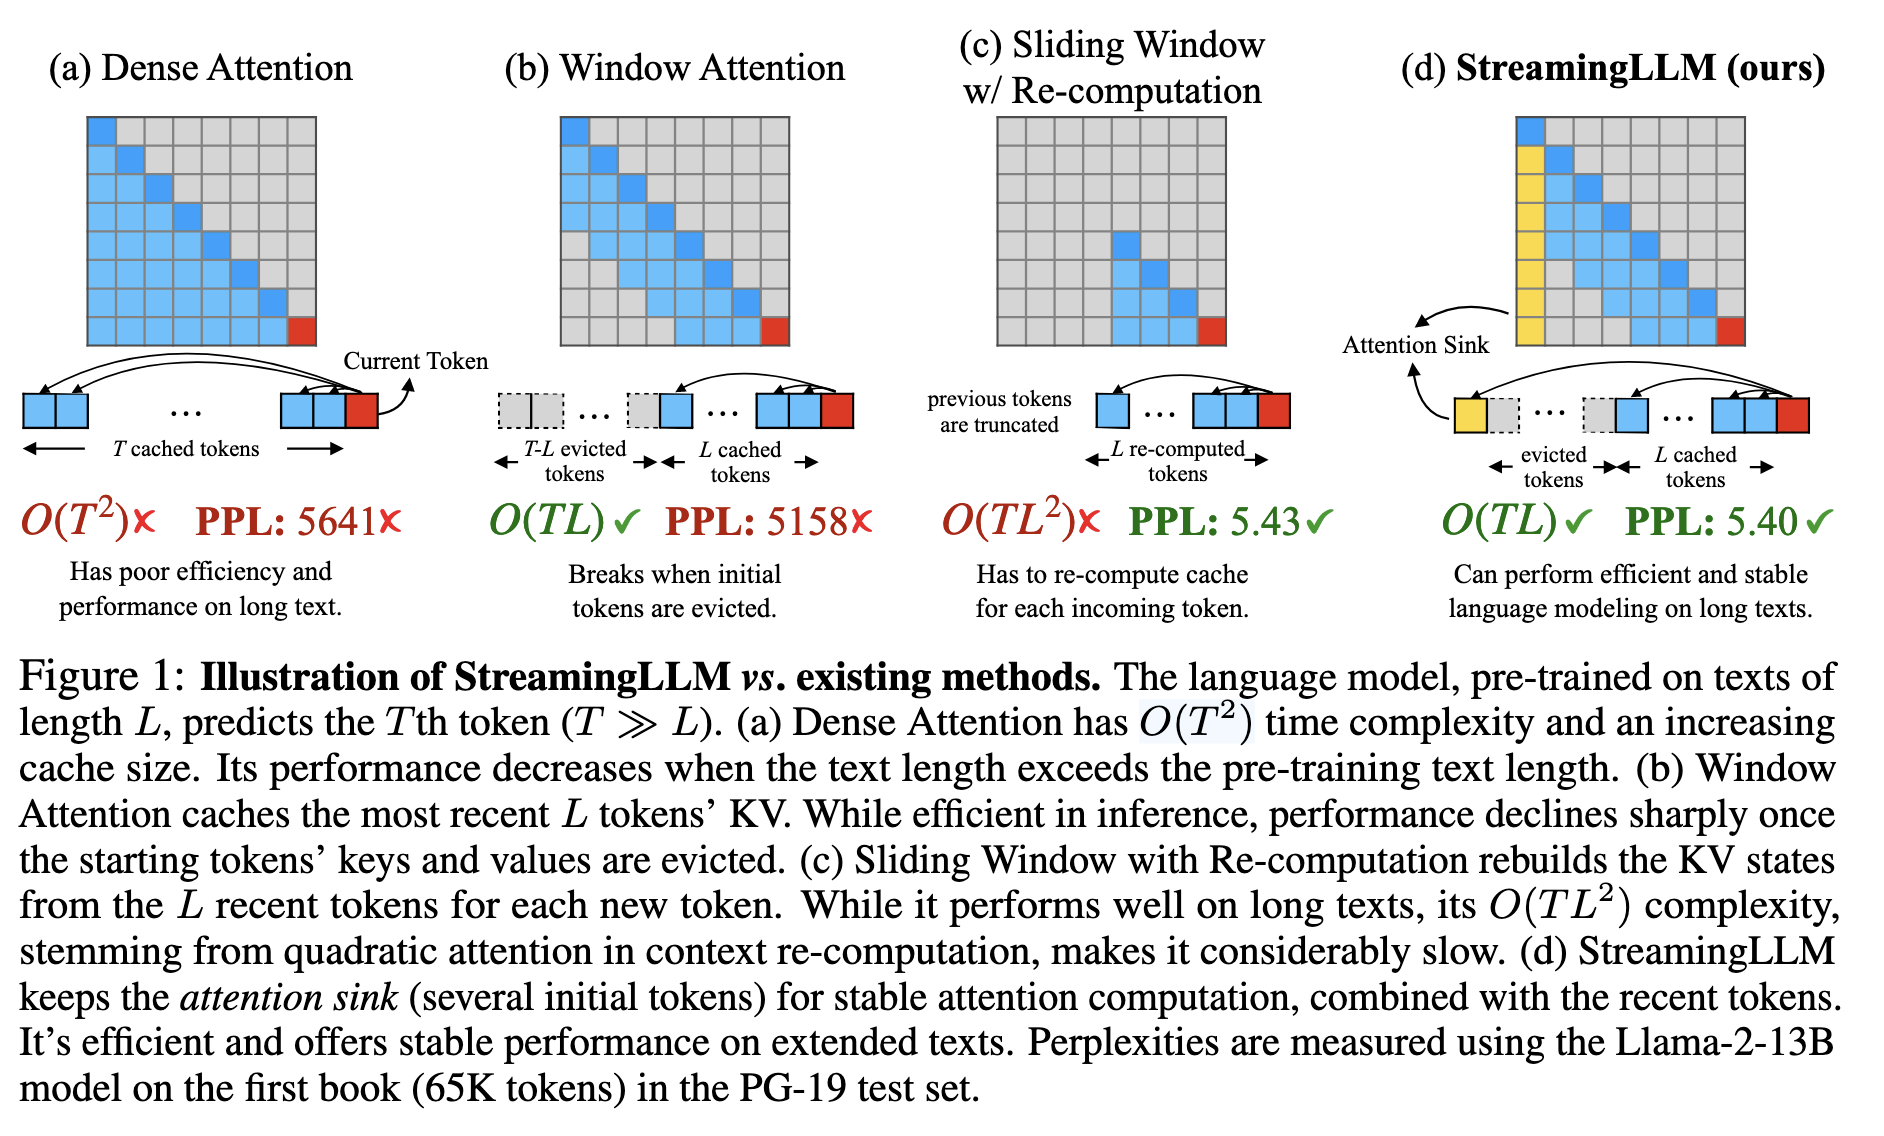 (a) Dense Attention
(b) Window Attention
(c) Sliding Window
w/ Re-computation
(d) StreamingLLM (ours)
Current Token
Attention Sink
...
T cached tokens
...
...
T-L evicted
tokens
L cached
tokens
previous tokens
are truncated
...
L re-computed
tokens
...
...
evicted
tokens
L cached
tokens
O(T²)✗ PPL: 5641✗
Has poor efficiency and
performance on long text.
O(TL)✓ PPL: 5158✗
Breaks when initial
tokens are evicted.
O(TL²)✗ PPL: 5.43✓
Has to re-compute cache
for each incoming token.
O(TL)✓ PPL: 5.40✓
Can perform efficient and stable
language modeling on long texts.
Figure 1: Illustration of StreamingLLM vs. existing methods. The language model, pre-trained on texts of
length L, predicts the Tth token (T ≫ L). (a) Dense Attention has O(T²) time complexity and an increasing
cache size. Its performance decreases when the text length exceeds the pre-training text length. (b) Window
Attention caches the most recent L tokens’ KV. While efficient in inference, performance declines sharply once
the starting tokens’ keys and values are evicted. (c) Sliding Window with Re-computation rebuilds the KV states
from the L recent tokens for each new token. While it performs well on long texts, its O(TL²) complexity,
stemming from quadratic attention in context re-computation, makes it considerably slow. (d) StreamingLLM
keeps the attention sink (several initial tokens) for stable attention computation, combined with the recent tokens.
It’s efficient and offers stable performance on extended texts. Perplexities are measured using the Llama-2-13B
model on the first book (65K tokens) in the PG-19 test set.